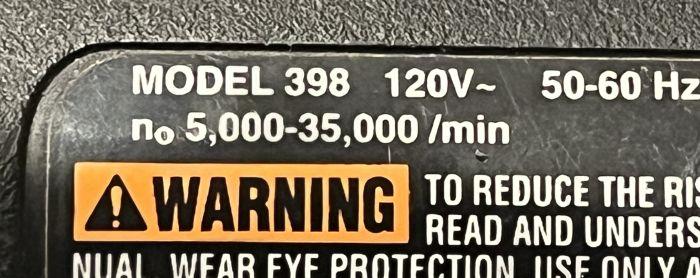 MODEL 398 120V~ 50-60 Hz
n₀ 5,000-35,000 /min
WARNING TO REDUCE THE
READ AND
NUAL WEAR EYE PROTECTION. USE ONLY